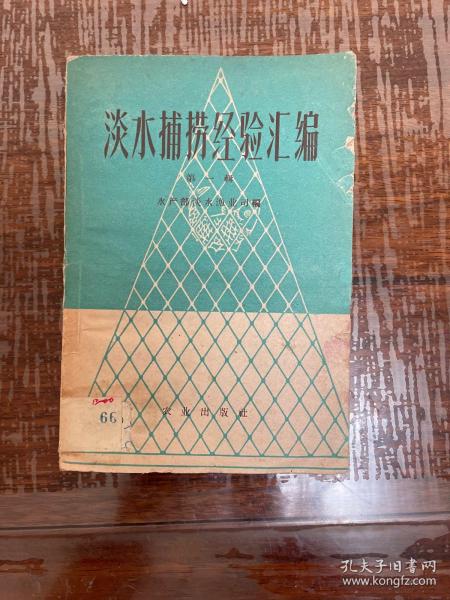 淡水捕捞经验汇编
第一辑
水产部淡水渔业司编
农业出版社
66
孔夫子旧书网
www.kongfz.com